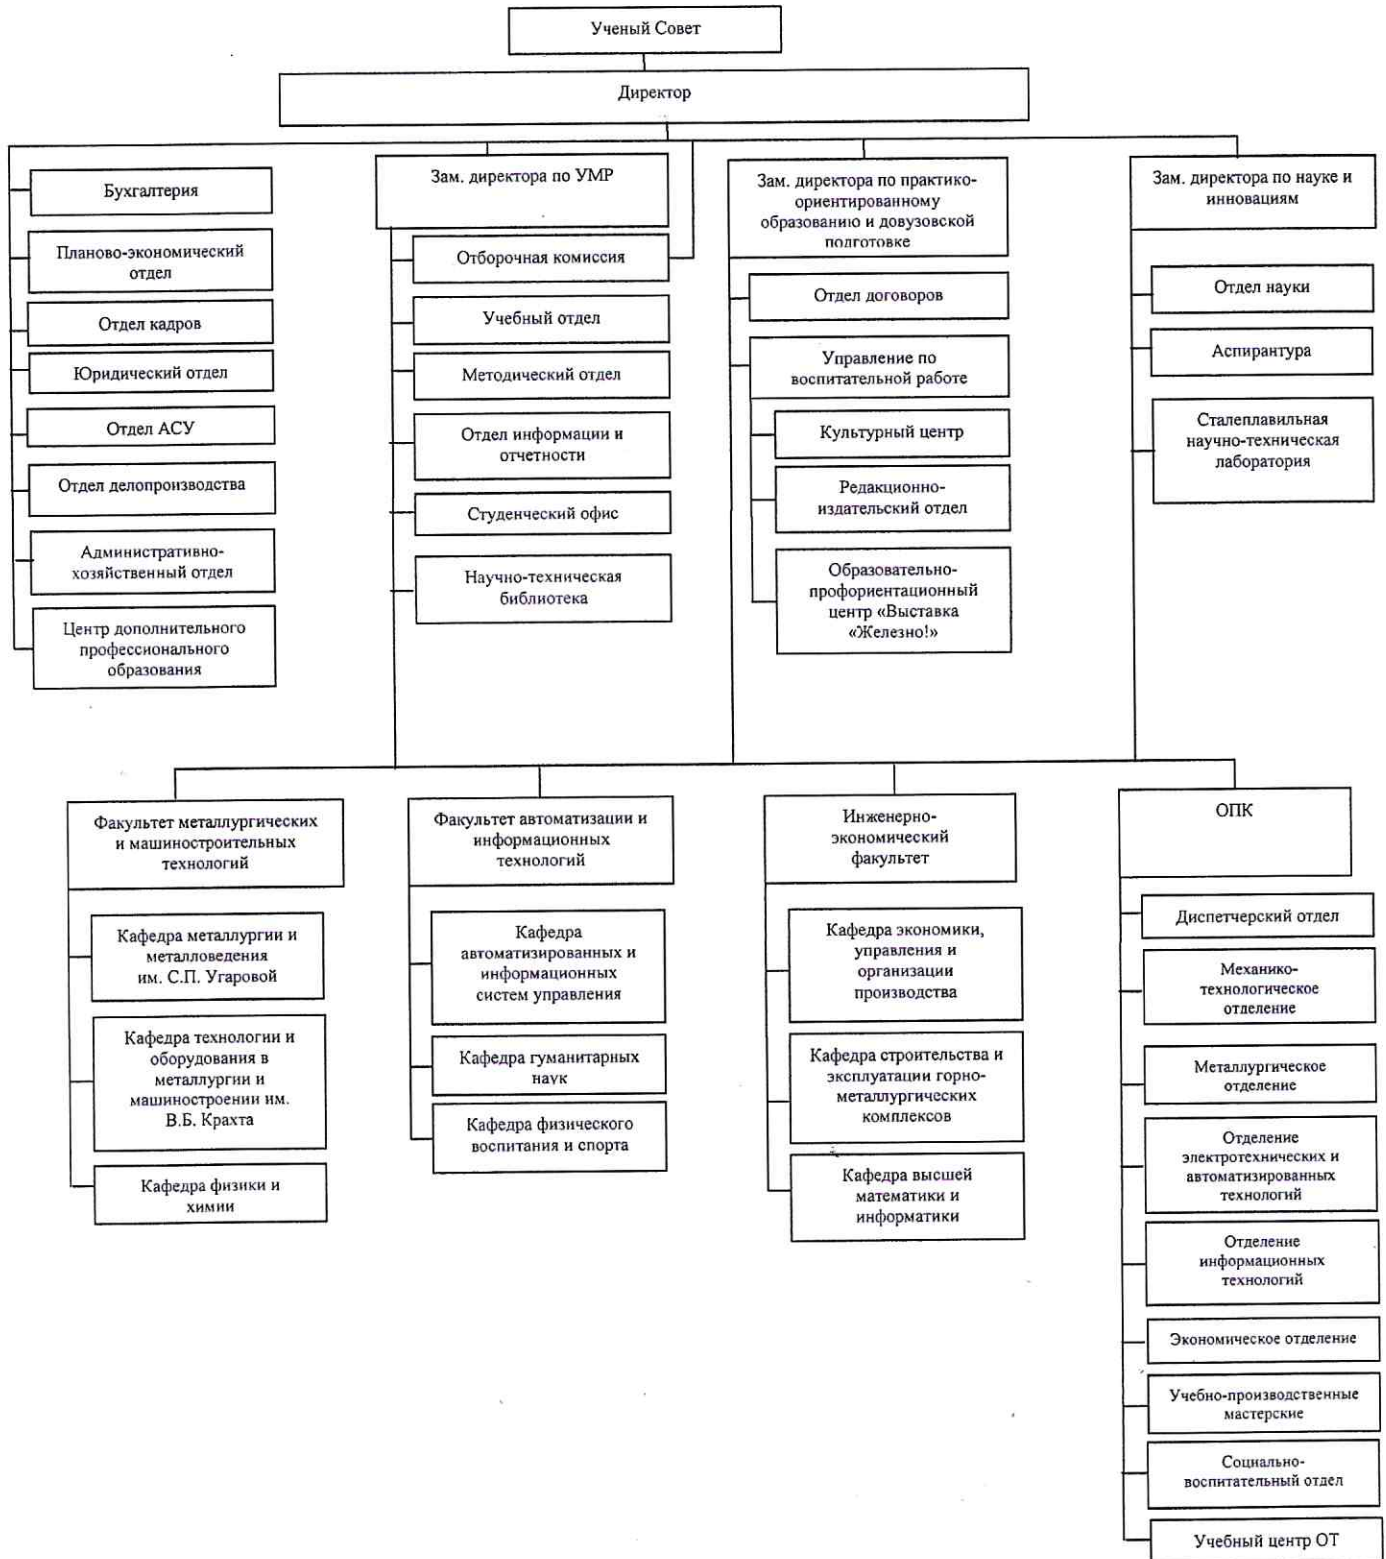 Ученый Совет
Директор
Бухгалтерия
Планово-экономический
отдел
Отдел кадров
Юридический отдел
Отдел АСУ
Отдел делопроизводства
Административно-
хозяйственный отдел
Центр дополнительного
профессионального
образования
Зам. директора по УМР
Отборочная комиссия
Учебный отдел
Методический отдел
Отдел информации и
отчетности
Студенческий офис
Научно-техническая
библиотека
Зам. директора по практико-
ориентированному
образованию и довузовской
подготовке
Отдел договоров
Управление по
воспитательной работе
Культурный центр
Редакционно-
издательский отдел
Образовательно-
профориентационный
центр «Выставка
«Железно!»
Зам. директора по науке и
инновациям
Отдел науки
Аспирантура
Сталеплавильная
научно-техническая
лаборатория
Факультет металлургических
и машиностроительных
технологий
Кафедра металлургии и
металловедения
им. С.П. Угаровой
Кафедра технологии и
оборудования в
металлургии и
машиностроении им.
В.Б. Крахта
Кафедра физики и
химии
Факультет автоматизации и
информационных
технологий
Кафедра
автоматизированных и
информационных
систем управления
Кафедра гуманитарных
наук
Кафедра физического
воспитания и спорта
Инженерно-
экономический
факультет
Кафедра экономики,
управления и
организации
производства
Кафедра строительства и
эксплуатации горно-
металлургических
комплексов
Кафедра высшей
математики и
информатики
ОПК
Диспетчерский отдел
Механико-
технологическое
отделение
Металлургическое
отделение
Отделение
электротехнических и
автоматизированных
технологий
Отделение
информационных
технологий
Экономическое отделение
Учебно-производственные
мастерские
Социально-
воспитательный отдел
Учебный центр ОТ